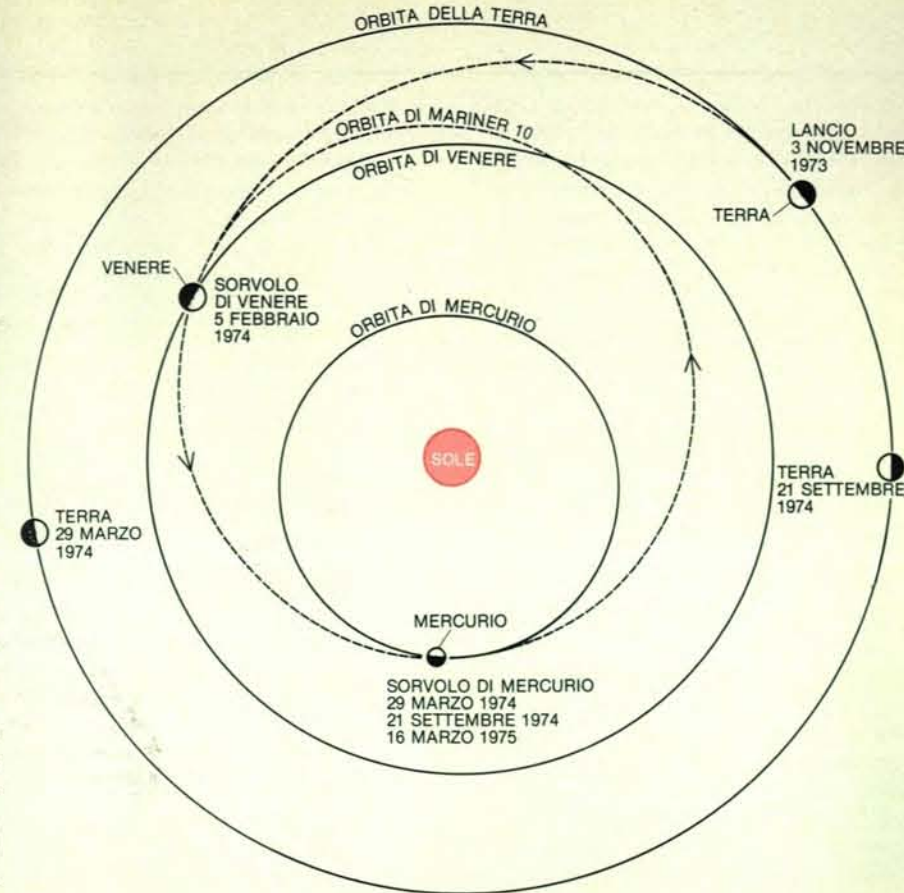 ORBITA DELLA TERRA
ORBITA DI MARINER 10
ORBITA DI VENERE
LANCIO
3 NOVEMBRE
1973
TERRA
VENERE
SORVOLO
DI VENERE
5 FEBBRAIO
1974
ORBITA DI MERCURIO
SOLE
TERRA
21 SETTEMBRE
1974
TERRA
29 MARZO
1974
MERCURIO
SORVOLO DI MERCURIO
29 MARZO 1974
21 SETTEMBRE 1974
16 MARZO 1975